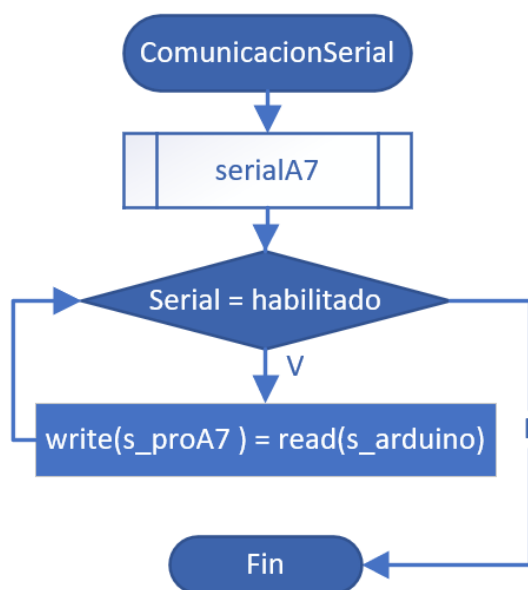 ComunicacionSerial
serialA7
Serial = habilitado
V
write(s_proA7 ) = read(s_arduino)
Fin